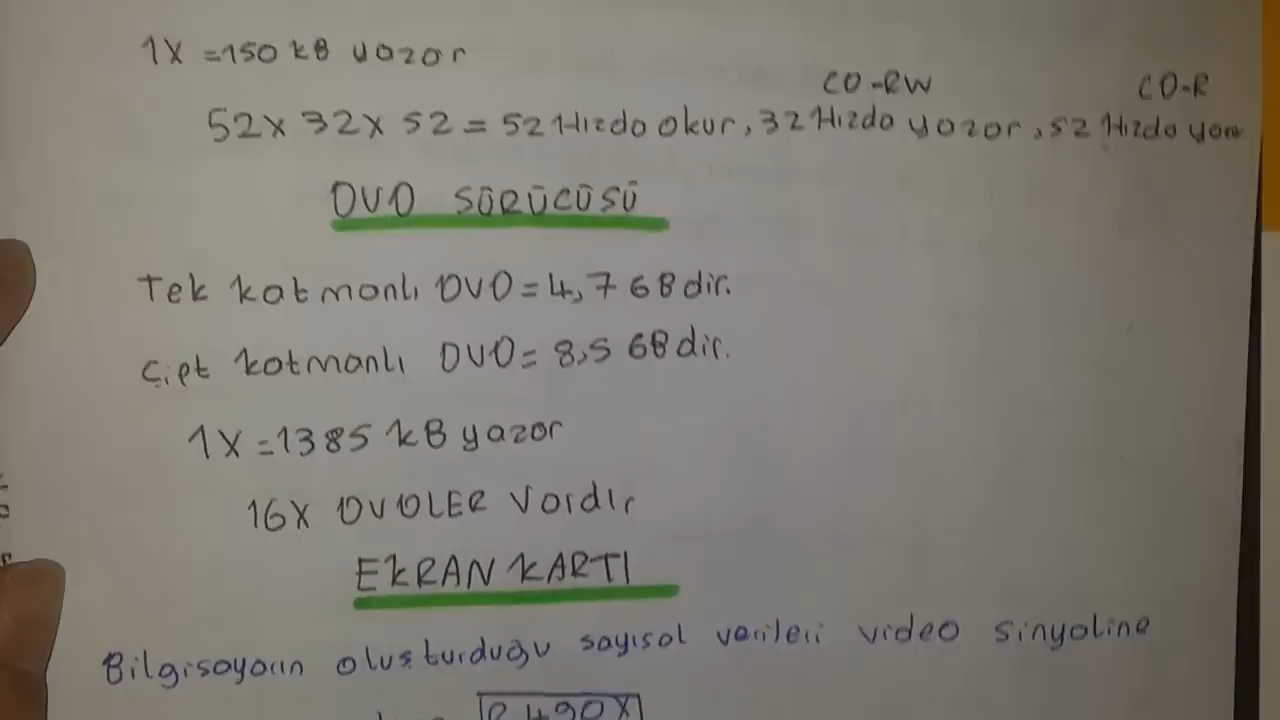 1X =150 kB yazar
CD-RW CD-R
52x 32x 52 = 52 Hızda okur, 32 Hızda yazar, 52 Hızda yazar
DVD SÜRÜCÜSÜ
Tek katmanlı DVD = 4,7 GB dir.
Çift katmanlı DVD = 8,5 GB dir.
1X =1385 kB yazar
16X DVDLER Vardır
EKRAN KARTI
Bilgisayarın oluşturduğu sayısal verileri video sinyaline